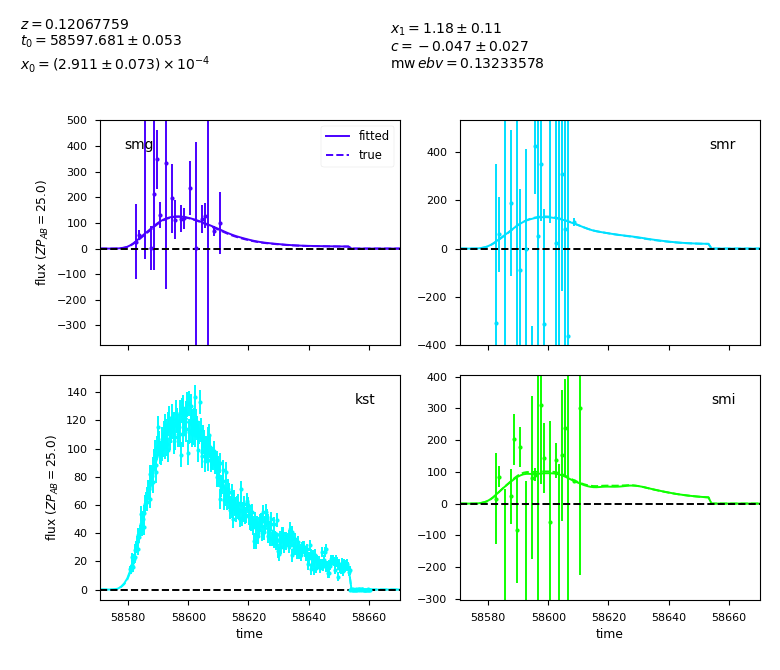 z = 0.12067759
t₀ = 58597.681 ± 0.053
x₀ = (2.911 ± 0.073) × 10⁻⁴
x₁ = 1.18 ± 0.11
c = −0.047 ± 0.027
mw ebv = 0.13233578
smg
fitted
true
500
400
300
200
100
0
−100
−200
−300
flux (ZP_AB = 25.0)
smr
400
200
0
−200
−400
kst
140
120
100
80
60
40
20
0
flux (ZP_AB = 25.0)
58580 58600 58620 58640 58660
time
smi
400
300
200
100
0
−100
−200
−300
58580 58600 58620 58640 58660
time